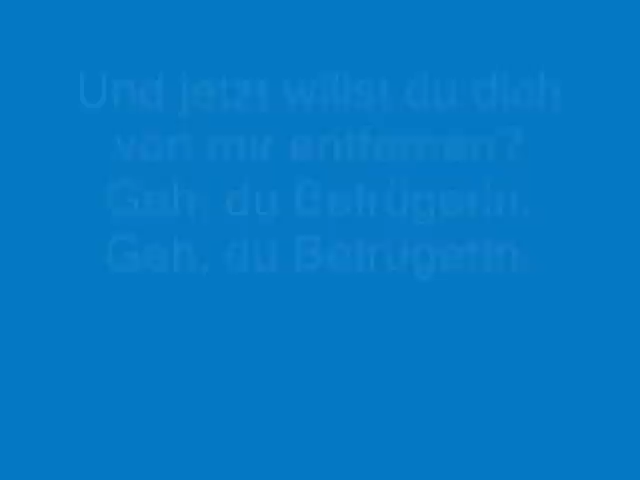 Und jetzt willst du dich
von mir entfernen?
Geh, du Betrügerin.
Geh, du Betrügerin.